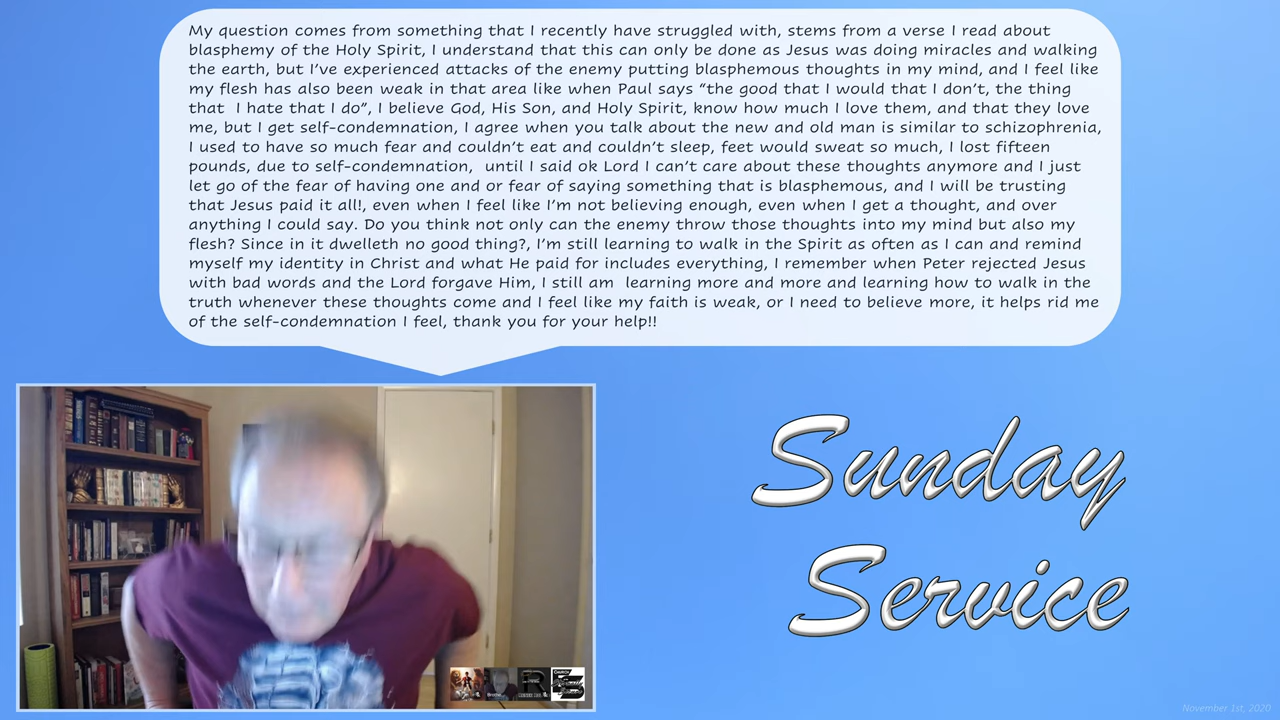 My question comes from something that I recently have struggled with, stems from a verse I read about
blasphemy of the Holy Spirit, I understand that this can only be done as Jesus was doing miracles and walking
the earth, but I've experienced attacks of the enemy putting blasphemous thoughts in my mind, and I feel like
my flesh has also been weak in that area like when Paul says “the good that I would that I don't, the thing
that I hate that I do”, I believe God, His Son, and Holy Spirit, know how much I love them, and that they love
me, but I get self-condemnation, I agree when you talk about the new and old man is similar to schizophrenia,
I used to have so much fear and couldn't eat and couldn't sleep, feet would sweat so much, I lost fifteen
pounds, due to self-condemnation, until I said ok Lord I can't care about these thoughts anymore and I just
let go of the fear of having one and or fear of saying something that is blasphemous, and I will be trusting
that Jesus paid it all!, even when I feel like I'm not believing enough, even when I get a thought, and over
anything I could say. Do you think not only can the enemy throw those thoughts into my mind but also my
flesh? Since in it dwelleth no good thing?, I'm still learning to walk in the Spirit as often as I can and remind
myself my identity in Christ and what He paid for includes everything, I remember when Peter rejected Jesus
with bad words and the Lord forgave Him, I still am learning more and more and learning how to walk in the
truth whenever these thoughts come and I feel like my faith is weak, or I need to believe more, it helps rid me
of the self-condemnation I feel, thank you for your help!!
Sunday
Service
November 1st, 2020